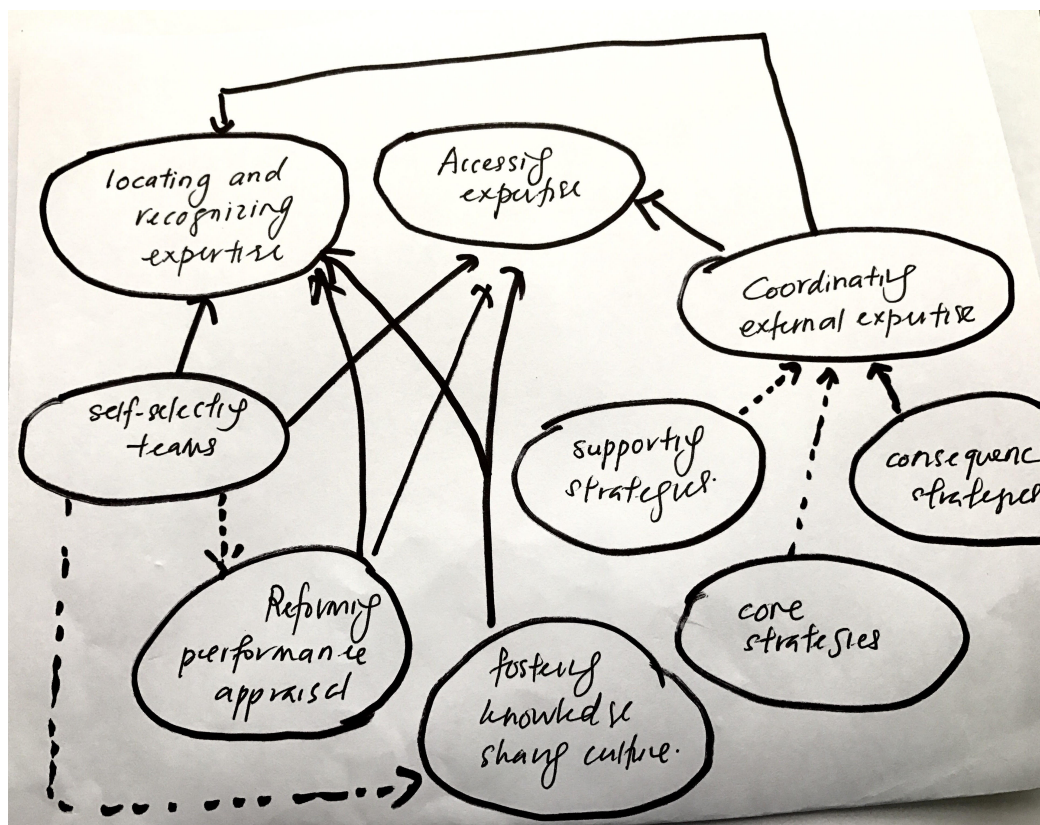 locating and
recognizing
expertise
Accessing
expertise
Coordinating
external expertise
self-selecting
teams
supporting
strategies.
consequenc
strategies
Reforming
performance
appraisal
core
strategies
fostering
knowledge
sharing culture.